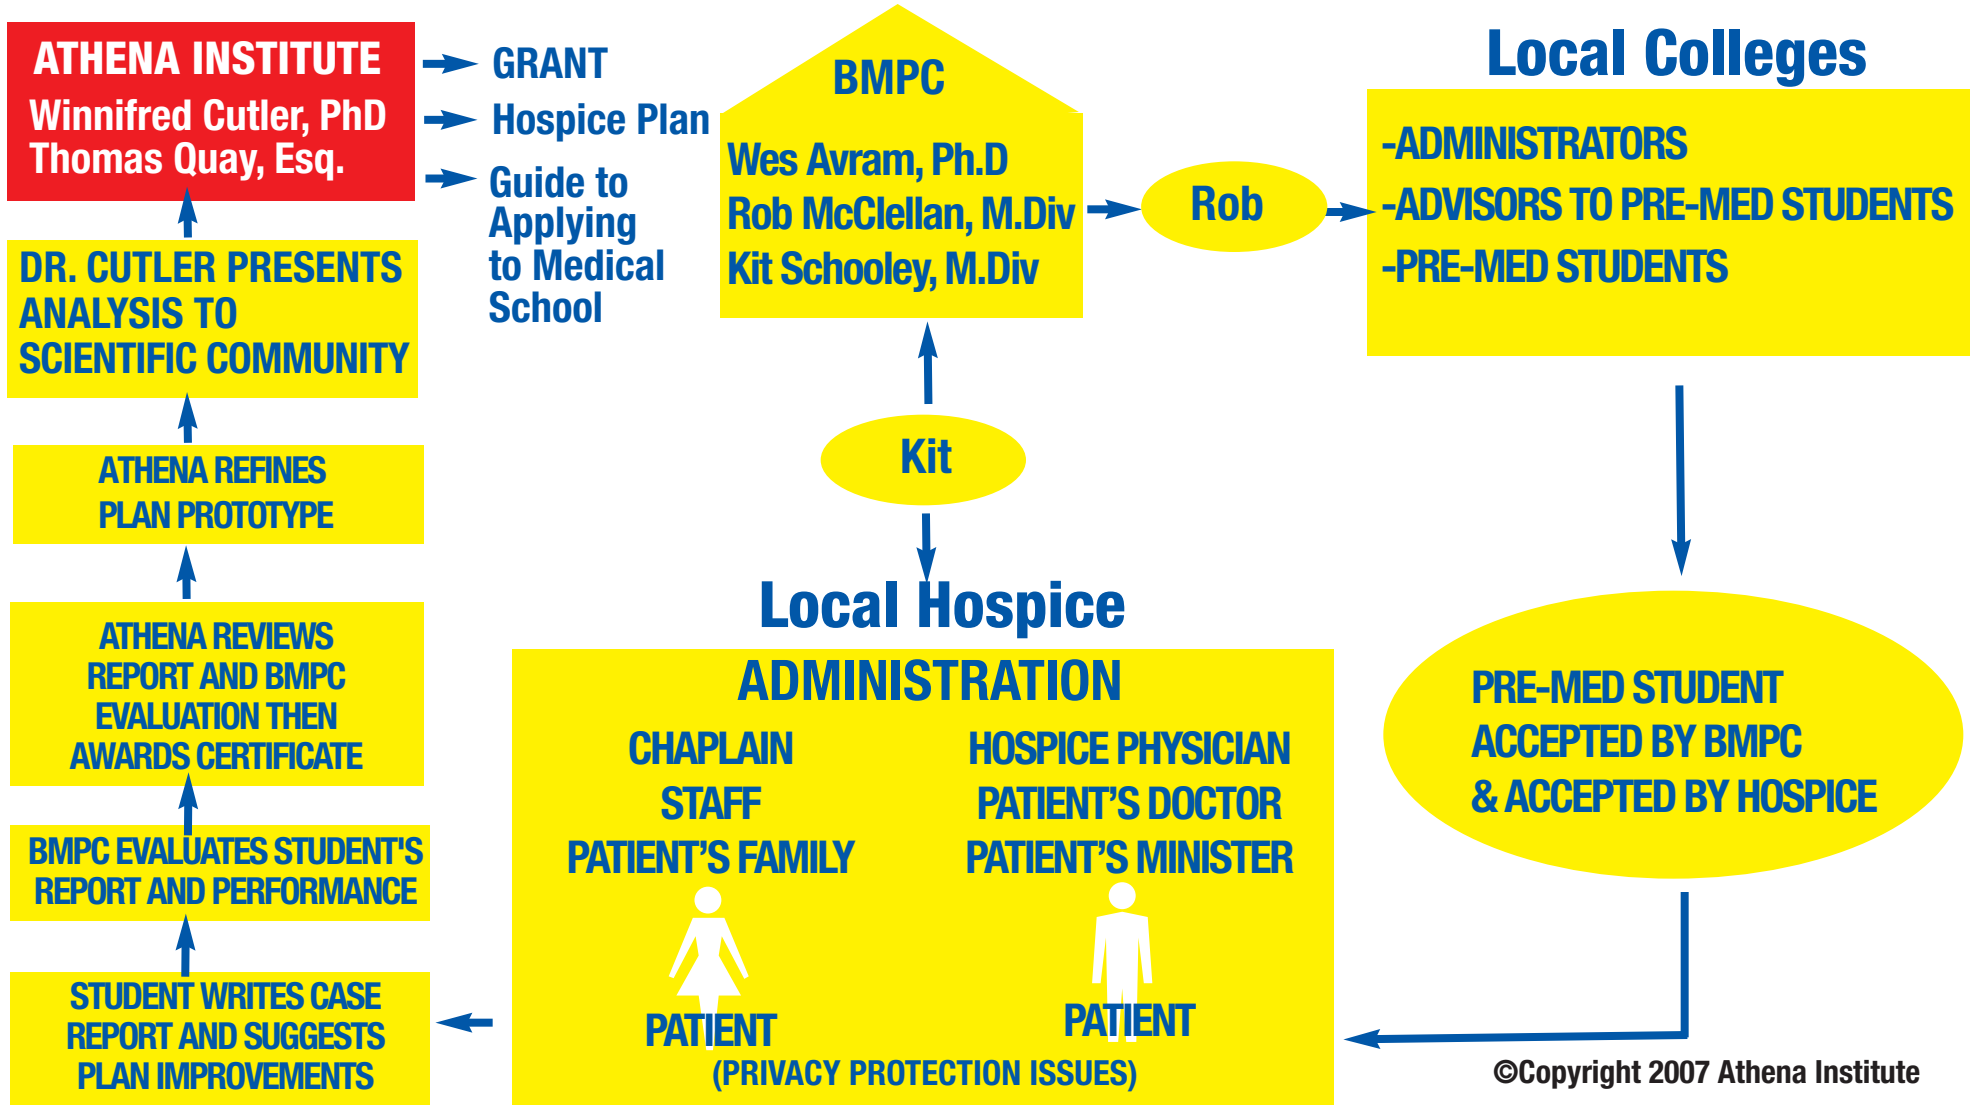 ATHENA INSTITUTE
Winnifred Cutler, PhD
Thomas Quay, Esq.
GRANT
Hospice Plan
Guide to
Applying
to Medical
School
BMPC
Wes Avram, Ph.D
Rob McClellan, M.Div
Kit Schooley, M.Div
Rob
Local Colleges
-ADMINISTRATORS
-ADVISORS TO PRE-MED STUDENTS
-PRE-MED STUDENTS
DR. CUTLER PRESENTS
ANALYSIS TO
SCIENTIFIC COMMUNITY
ATHENA REFINES
PLAN PROTOTYPE
ATHENA REVIEWS
REPORT AND BMPC
EVALUATION THEN
AWARDS CERTIFICATE
BMPC EVALUATES STUDENT'S
REPORT AND PERFORMANCE
STUDENT WRITES CASE
REPORT AND SUGGESTS
PLAN IMPROVEMENTS
Kit
Local Hospice
ADMINISTRATION
CHAPLAIN
STAFF
PATIENT’S FAMILY
HOSPICE PHYSICIAN
PATIENT’S DOCTOR
PATIENT’S MINISTER
PATIENT
PATIENT
(PRIVACY PROTECTION ISSUES)
PRE-MED STUDENT
ACCEPTED BY BMPC
& ACCEPTED BY HOSPICE
©Copyright 2007 Athena Institute